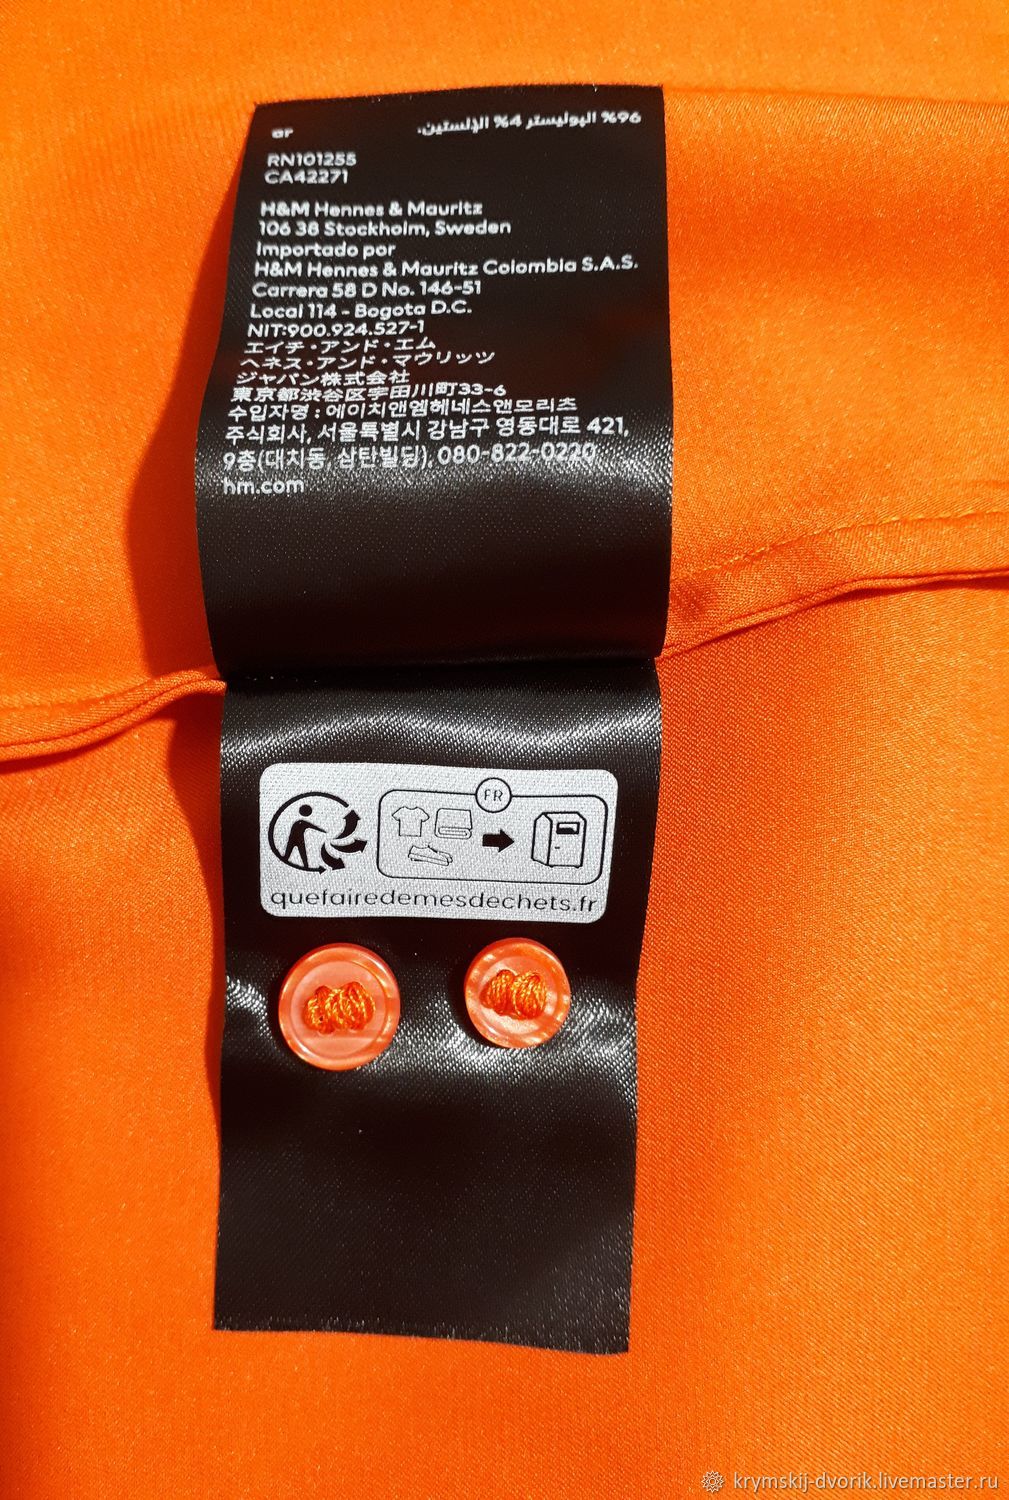 ar
96% البوليستر 4% الإلستين.
RN101255
CA42271
H&M Hennes & Mauritz
106 38 Stockholm, Sweden
Importado por
H&M Hennes & Mauritz Colombia S.A.S.
Carrera 58 D No. 146-51
Local 114 - Bogota D.C.
NIT:900.924.527-1
エイチ・アンド・エム
ヘネス・アンド・マウリッツ
ジャパン株式会社
東京都渋谷区宇田川町33-6
수입자명 : 에이치앤엠헤네스앤모리츠
주식회사, 서울특별시 강남구 영동대로 421,
9층(대치동, 삼탄빌딩), 080-822-0220
hm.com
FR
quefairedemesdechets.fr
krymskij-dvorik.livemaster.ru